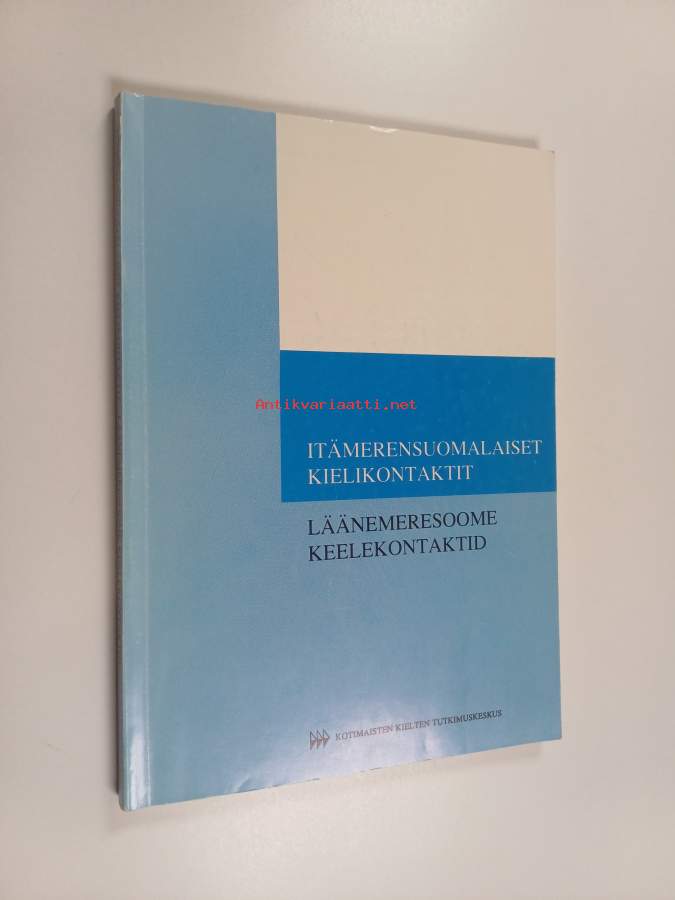 Antikvariaatti.net
ITÄMERENSUOMALAISET
KIELIKONTAKTIT
LÄÄNEMERESOOME
KEELEKONTAKTID
KOTIMAISTEN KIELTEN TUTKIMUSKESKUS